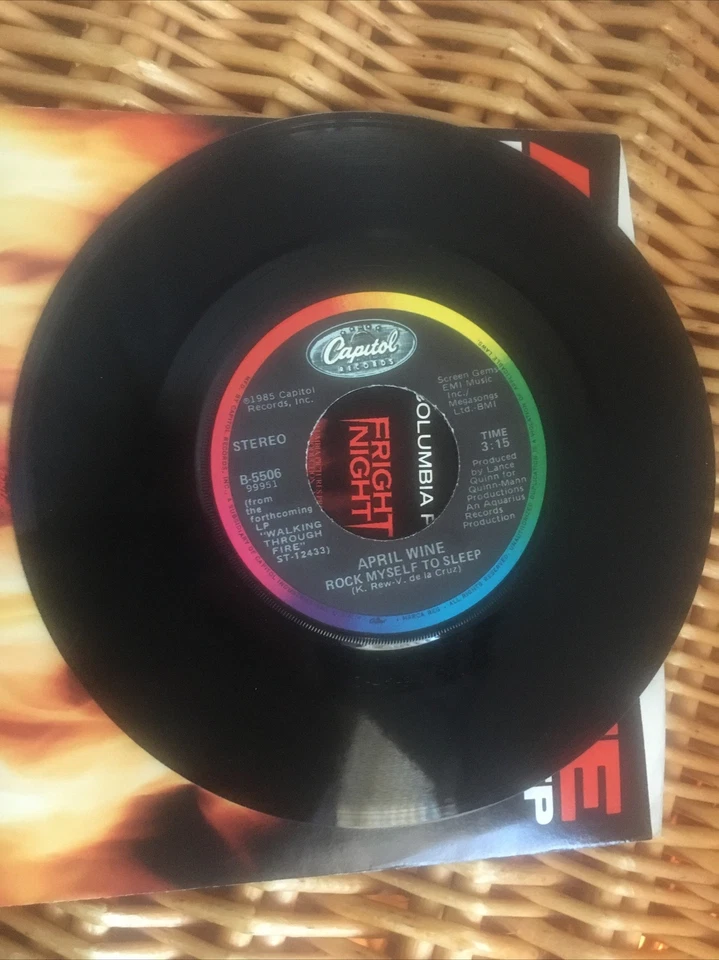 Capitol
RECORDS
℗1985 Capitol
Records, Inc.
STEREO
B-5506
99951
(from
the
forthcoming
LP
"WALKING
THROUGH
FIRE"
ST-12433)
Screen Gems
EMI Music
Inc./
Megasongs
Ltd.-BMI
TIME
3:15
Produced
by Lance
Quinn for
Quinn-Mann
Productions
An Aquarius
Records
Production
APRIL WINE
ROCK MYSELF TO SLEEP
(K. Rew-V. de la Cruz)
FRIGHT
NIGHT
COLUMBIA P
E
EP